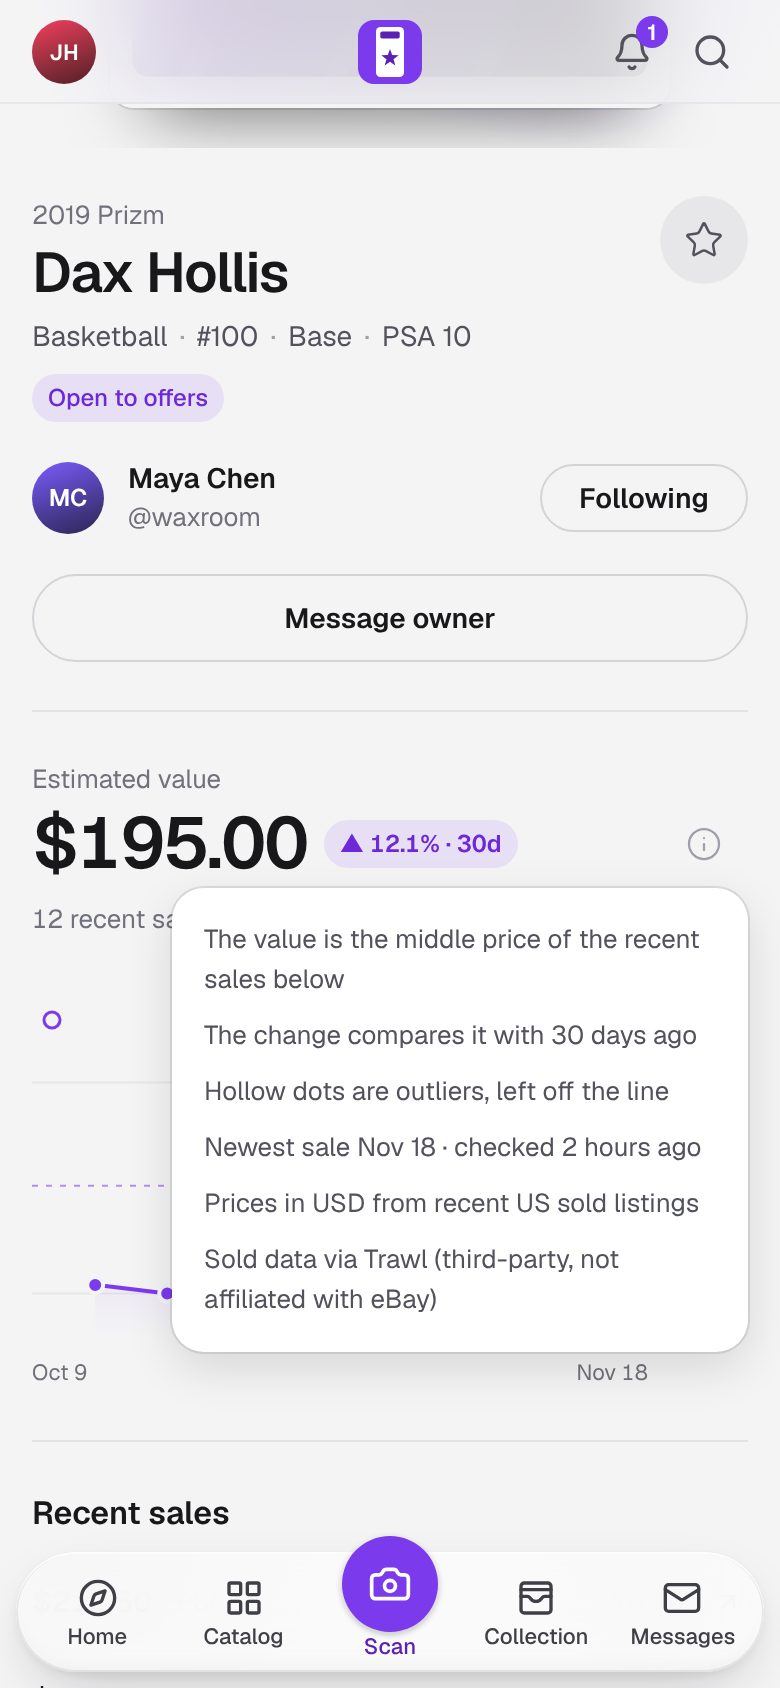 JH
1
2019 Prizm
Dax Hollis
Basketball · #100 · Base · PSA 10
Open to offers
MC
Maya Chen
@waxroom
Following
Message owner
Estimated value
$195.00
▲ 12.1% · 30d
12 recent
The value is the middle price of the recent
sales below
The change compares it with 30 days ago
Hollow dots are outliers, left off the line
Newest sale Nov 18 · checked 2 hours ago
Prices in USD from recent US sold listings
Sold data via Trawl (third-party, not
affiliated with eBay)
Oct 9
Nov 18
Recent sales
Home
Catalog
Scan
Collection
Messages